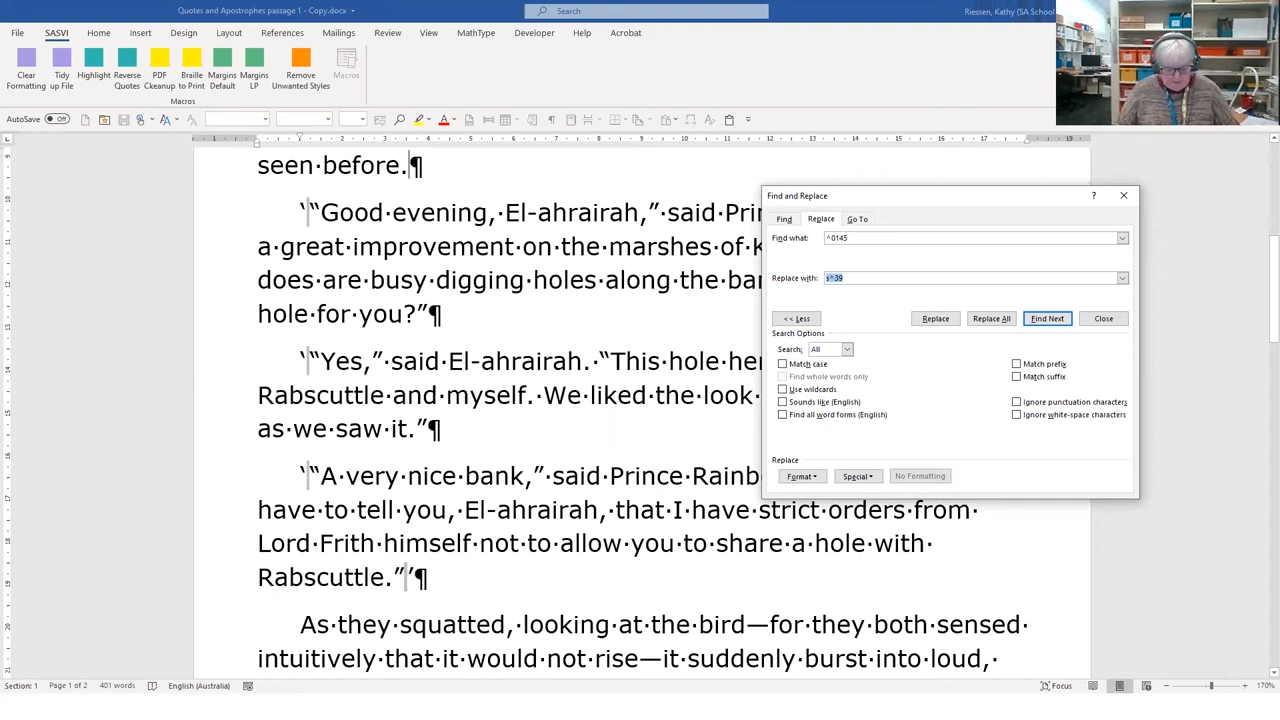 Quotes and Apostrophes passage 1 - Copy.docx
Search
Riessen, Kathy (SA School
File SASVI Home Insert Design Layout References Mailings Review View MathType Developer Help Acrobat
Clear Formatting
Tidy up File
Highlight
Reverse Quotes
PDF Cleanup
Braille to Print
Margins Default
Margins LP
Remove Unwanted Styles
Macros
Macros
AutoSave Off
seen·before.¶
‘“Good·evening,·El-ahrairah,”·said·Prin
a·great·improvement·on·the·marshes·of·k
does·are·busy·digging·holes·along·the·ban
hole·for·you?”¶
‘“Yes,”·said·El-ahrairah.·“This·hole·her
Rabscuttle·and·myself.·We·liked·the·look·
as·we·saw·it.”¶
‘“A·very·nice·bank,”·said·Prince·Rainb
have·to·tell·you,·El-ahrairah,·that·I·have·strict·orders·from·
Lord·Frith·himself·not·to·allow·you·to·share·a·hole·with·
Rabscuttle.”’¶
As·they·squatted,·looking·at·the·bird—for·they·both·sensed·
intuitively·that·it·would·not·rise—it·suddenly·burst·into·loud,·
Find and Replace
Find Replace Go To
Find what: ^0145
Replace with: s^39
<< Less Replace Replace All Find Next Close
Search Options
Search: All
Match case Match prefix
Find whole words only Match suffix
Use wildcards
Sounds like (English) Ignore punctuation characters
Find all word forms (English) Ignore white-space characters
Replace
Format Special No Formatting
Section: 1 Page 1 of 2 401 words English (Australia) Focus 170%